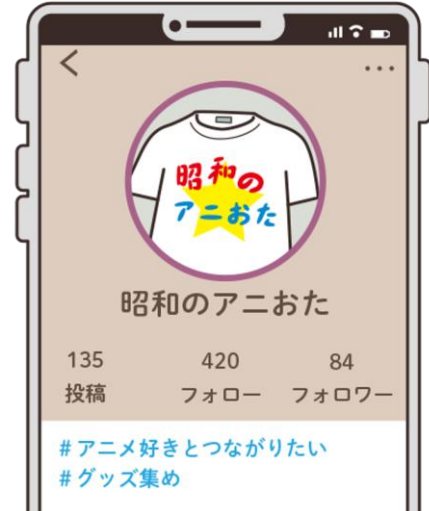 昭和の
アニおた
昭和のアニおた
135 420 84
投稿 フォロー フォロワー
#アニメ好きとつながりたい
#グッズ集め